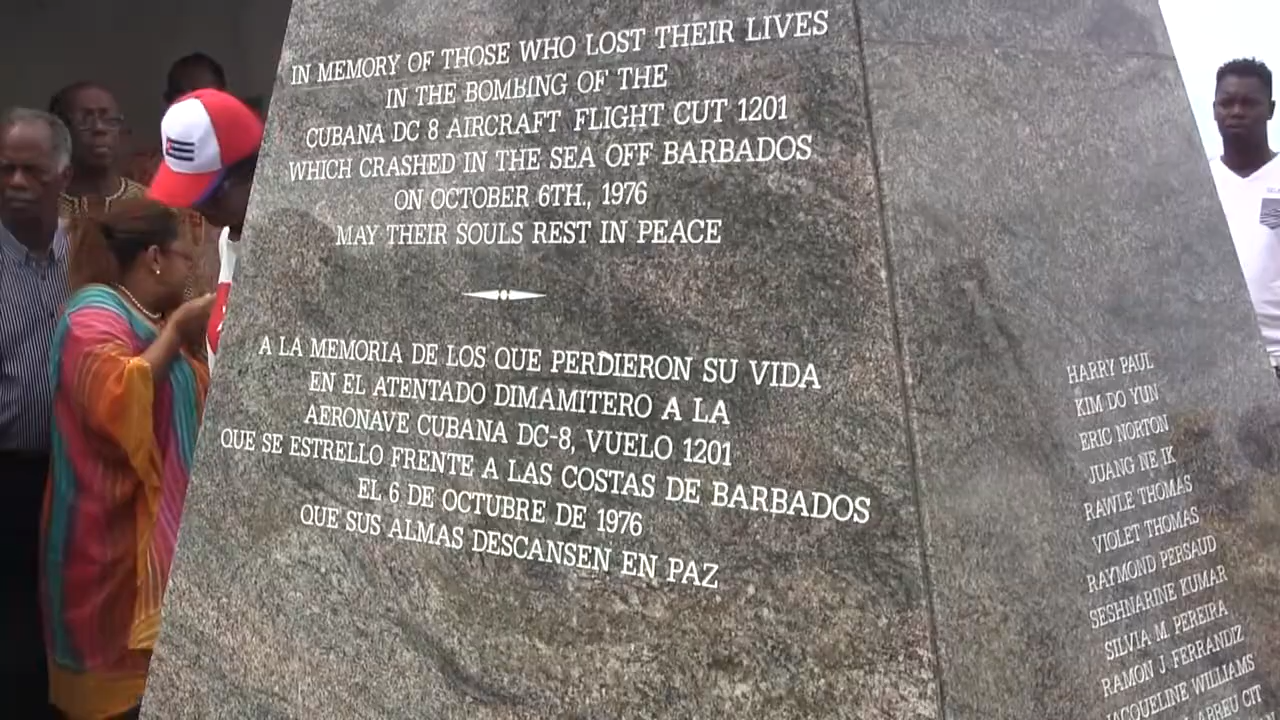 IN MEMORY OF THOSE WHO LOST THEIR LIVES
IN THE BOMBING OF THE
CUBANA DC 8 AIRCRAFT FLIGHT CUT 1201
WHICH CRASHED IN THE SEA OFF BARBADOS
ON OCTOBER 6TH., 1976
MAY THEIR SOULS REST IN PEACE
A LA MEMORIA DE LOS QUE PERDIERON SU VIDA
EN EL ATENTADO DIMAMITERO A LA
AERONAVE CUBANA DC-8, VUELO 1201
QUE SE ESTRELLO FRENTE A LAS COSTAS DE BARBADOS
EL 6 DE OCTUBRE DE 1976
QUE SUS ALMAS DESCANSEN EN PAZ
HARRY PAUL
KIM DO YUN
ERIC NORTON
JUANG NE IK
RAWLE THOMAS
VIOLET THOMAS
RAYMOND PERSAUD
SESHNARINE KUMAR
SILVIA M. PEREIRA
RAMON J. FERRANDIZ
JACQUELINE WILLIAMS
ABREU CIT